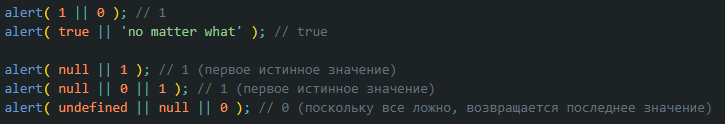 alert( 1 || 0 ); // 1
alert( true || 'no matter what' ); // true
alert( null || 1 ); // 1 (первое истинное значение)
alert( null || 0 || 1 ); // 1 (первое истинное значение)
alert( undefined || null || 0 ); // 0 (поскольку все ложно, возвращается последнее значение)